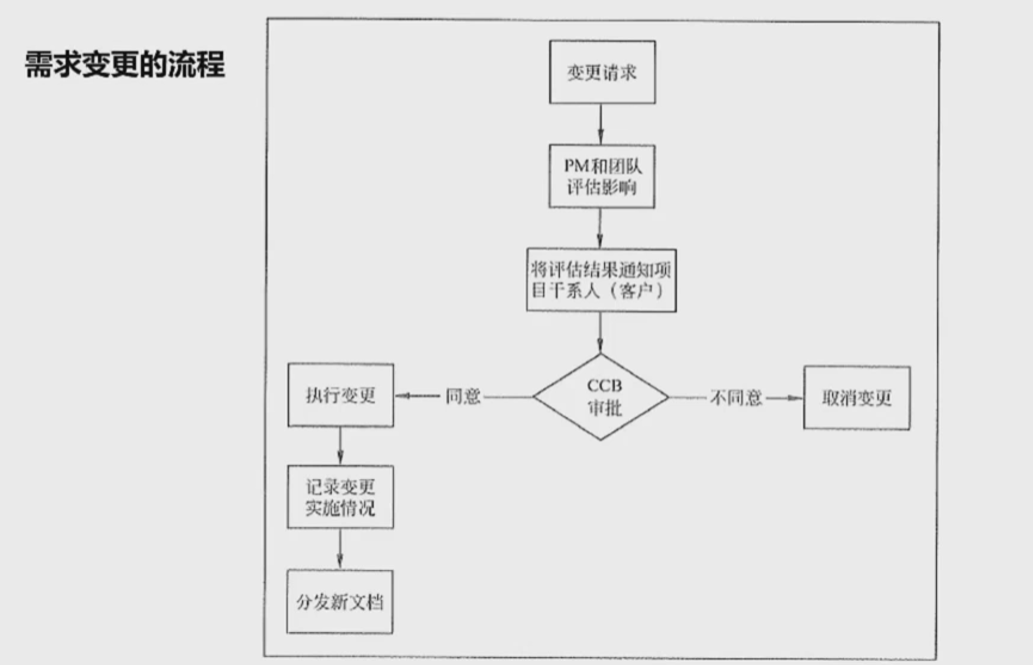 需求变更的流程
变更请求
PM和团队
评估影响
将评估结果通知项
目干系人（客户）
CCB
审批
同意
不同意
执行变更
取消变更
记录变更
实施情况
分发新文档